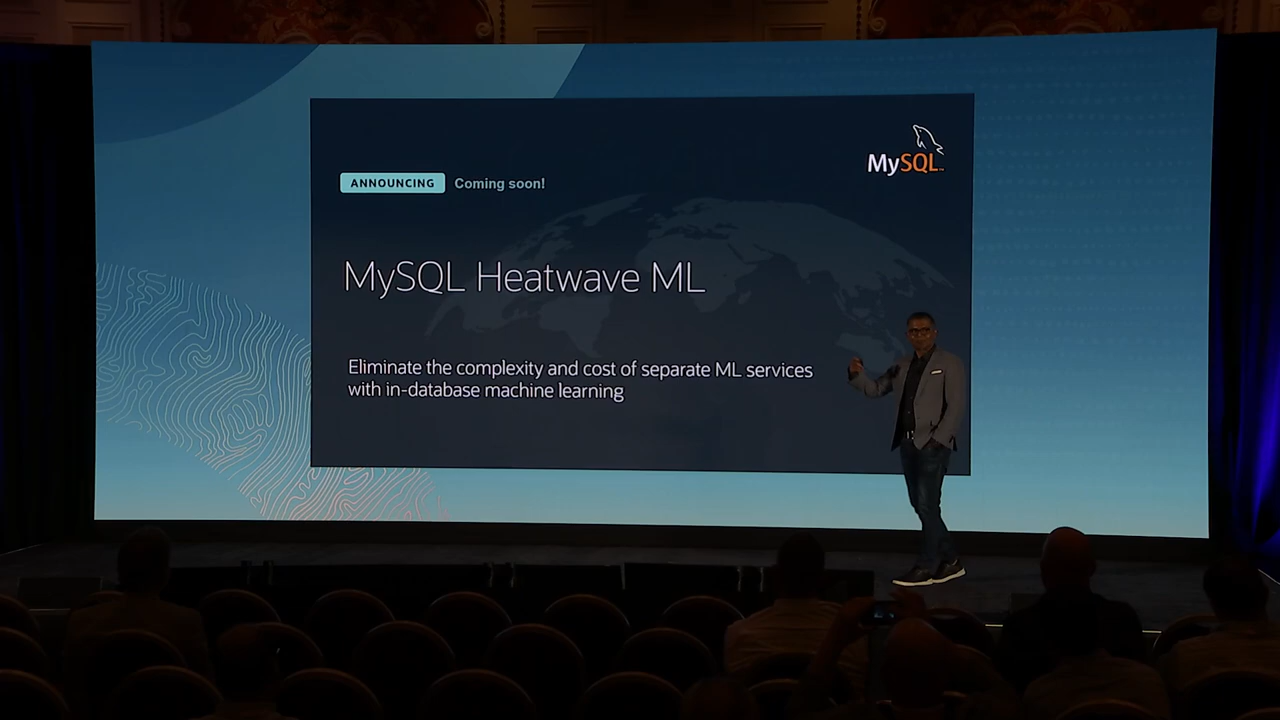 MySQL™
ANNOUNCING Coming soon!
MySQL Heatwave ML
Eliminate the complexity and cost of separate ML services
with in-database machine learning